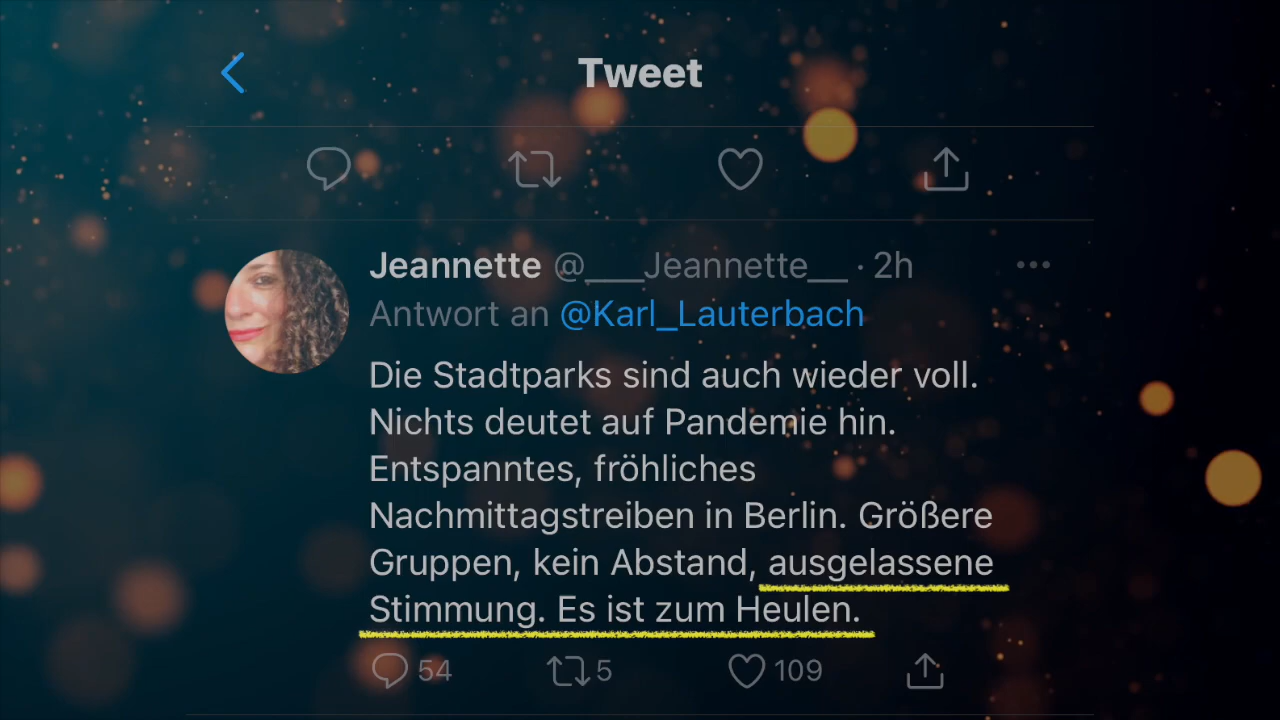 Tweet
Jeannette @___Jeannette__ · 2h
Antwort an @Karl_Lauterbach
Die Stadtparks sind auch wieder voll.
Nichts deutet auf Pandemie hin.
Entspanntes, fröhliches
Nachmittagstreiben in Berlin. Größere
Gruppen, kein Abstand, ausgelassene
Stimmung. Es ist zum Heulen.
54 5 109